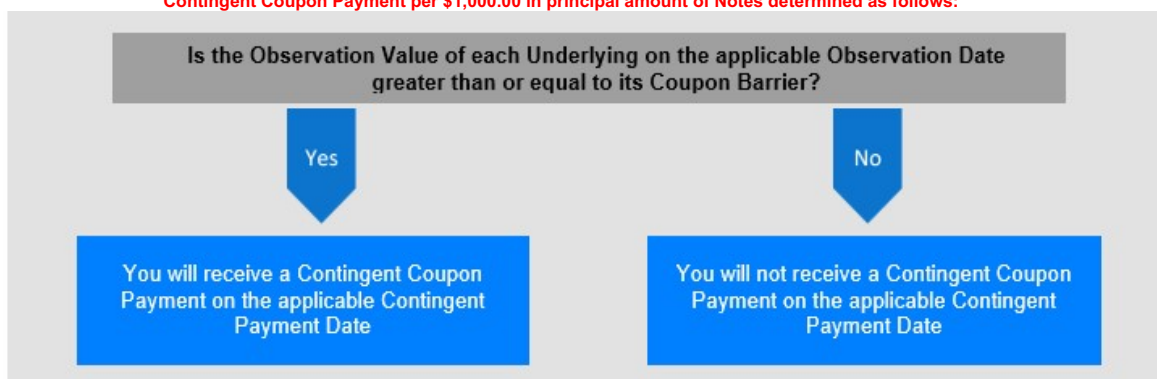 Contingent Coupon Payment per $1,000.00 in principal amount of Notes determined as follows:
Is the Observation Value of each Underlying on the applicable Observation Date
greater than or equal to its Coupon Barrier?
Yes
No
You will receive a Contingent Coupon
Payment on the applicable Contingent
Payment Date
You will not receive a Contingent Coupon
Payment on the applicable Contingent
Payment Date